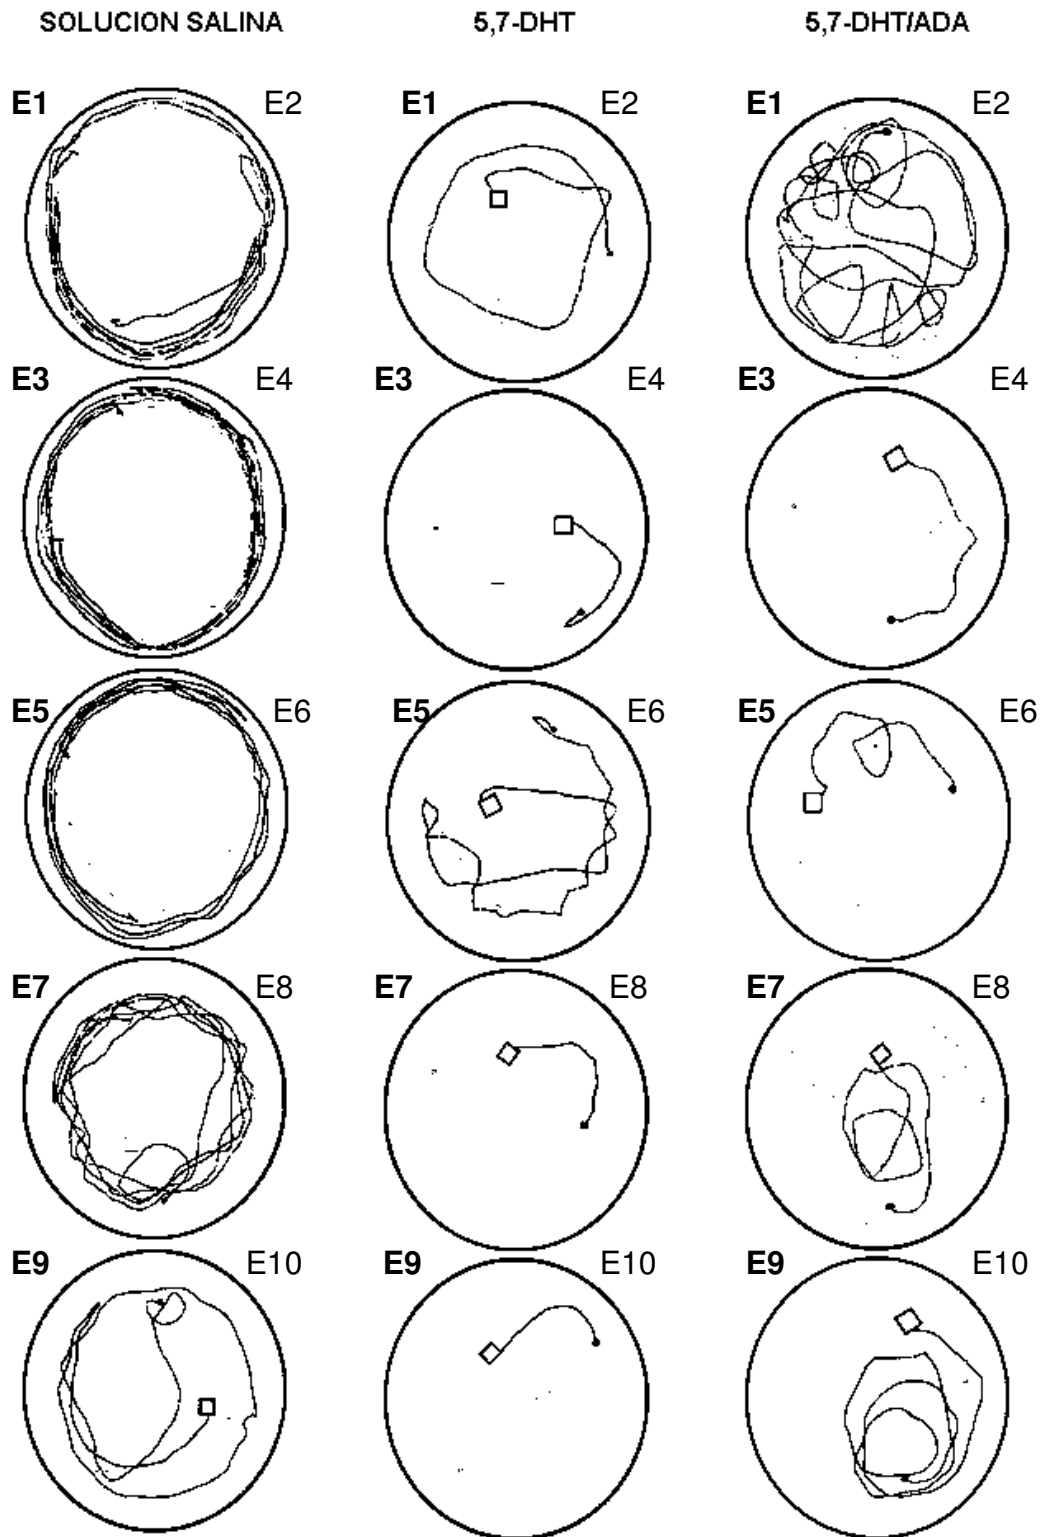 SOLUCION SALINA 5,7-DHT 5,7-DHT/ADA
E1 E2 E1 E2 E1 E2
E3 E4 E3 E4 E3 E4
E5 E6 E5 E6 E5 E6
E7 E8 E7 E8 E7 E8
E9 E10 E9 E10 E9 E10